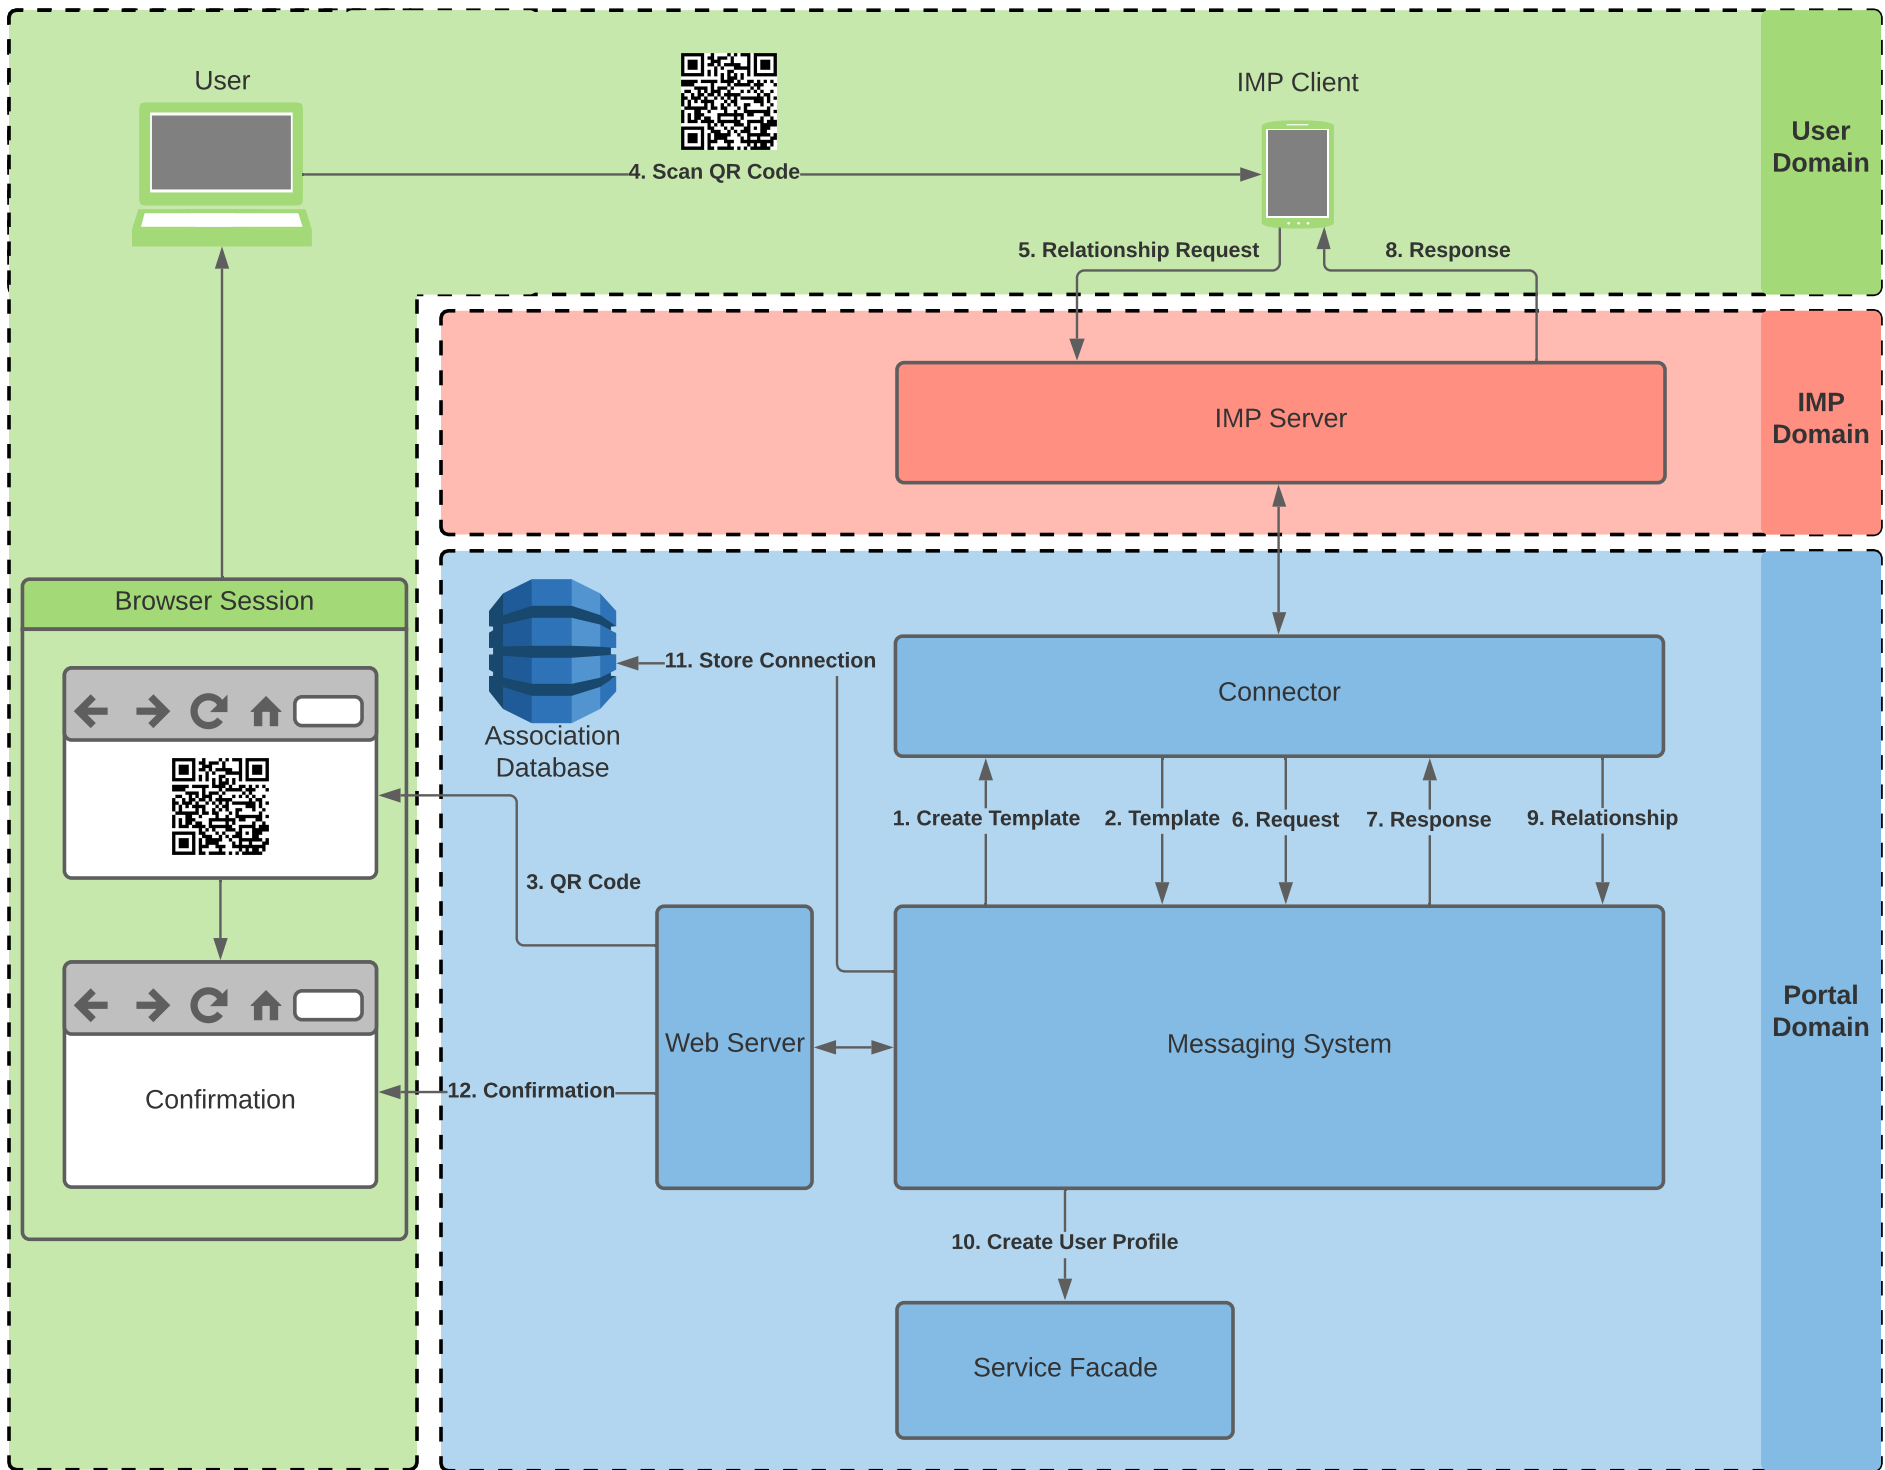 User
IMP Client
User
Domain
4. Scan QR Code
5. Relationship Request
8. Response
IMP Server
IMP
Domain
Browser Session
11. Store Connection
Connector
Association
Database
1. Create Template
2. Template
6. Request
7. Response
9. Relationship
3. QR Code
Web Server
Messaging System
Portal
Domain
12. Confirmation
Confirmation
10. Create User Profile
Service Facade